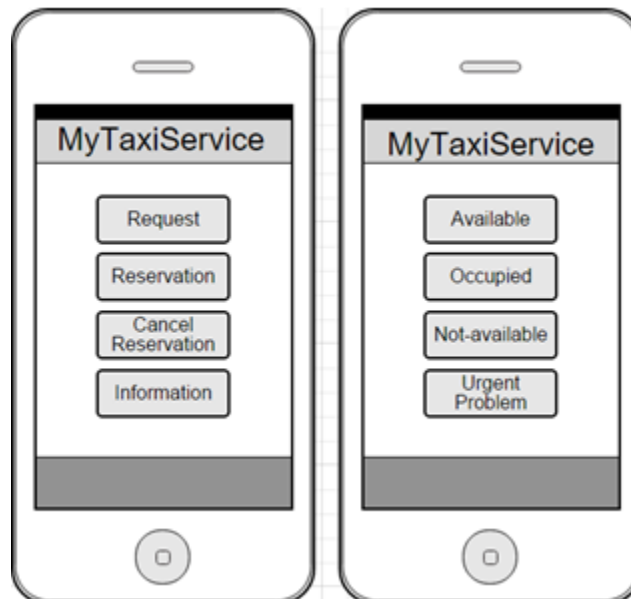 MyTaxiService
Request
Reservation
Cancel
Reservation
Information
MyTaxiService
Available
Occupied
Not-available
Urgent
Problem